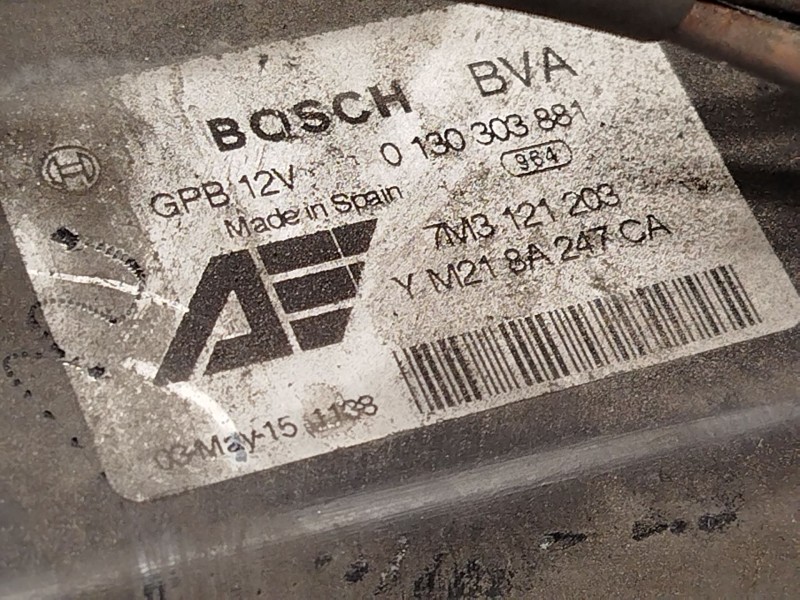 BOSCH BVA
GPB 12V 0 130 303 881
964
Made in Spain
7M3 121 203
YM21 8A 247 CA
03-May-15 1138